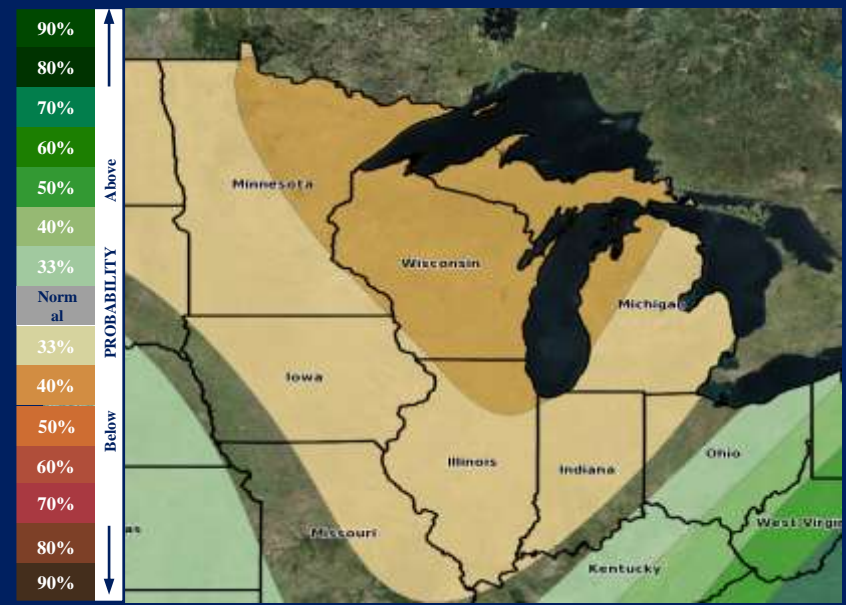 90%
80%
70%
60%
50%
40%
33%
Norm
al
33%
40%
50%
60%
70%
80%
90%
Above
PROBABILITY
Below
Minnesota
Wisconsin
Michigan
Iowa
Illinois
Indiana
Ohio
Missouri
as
West Virgin
Kentucky